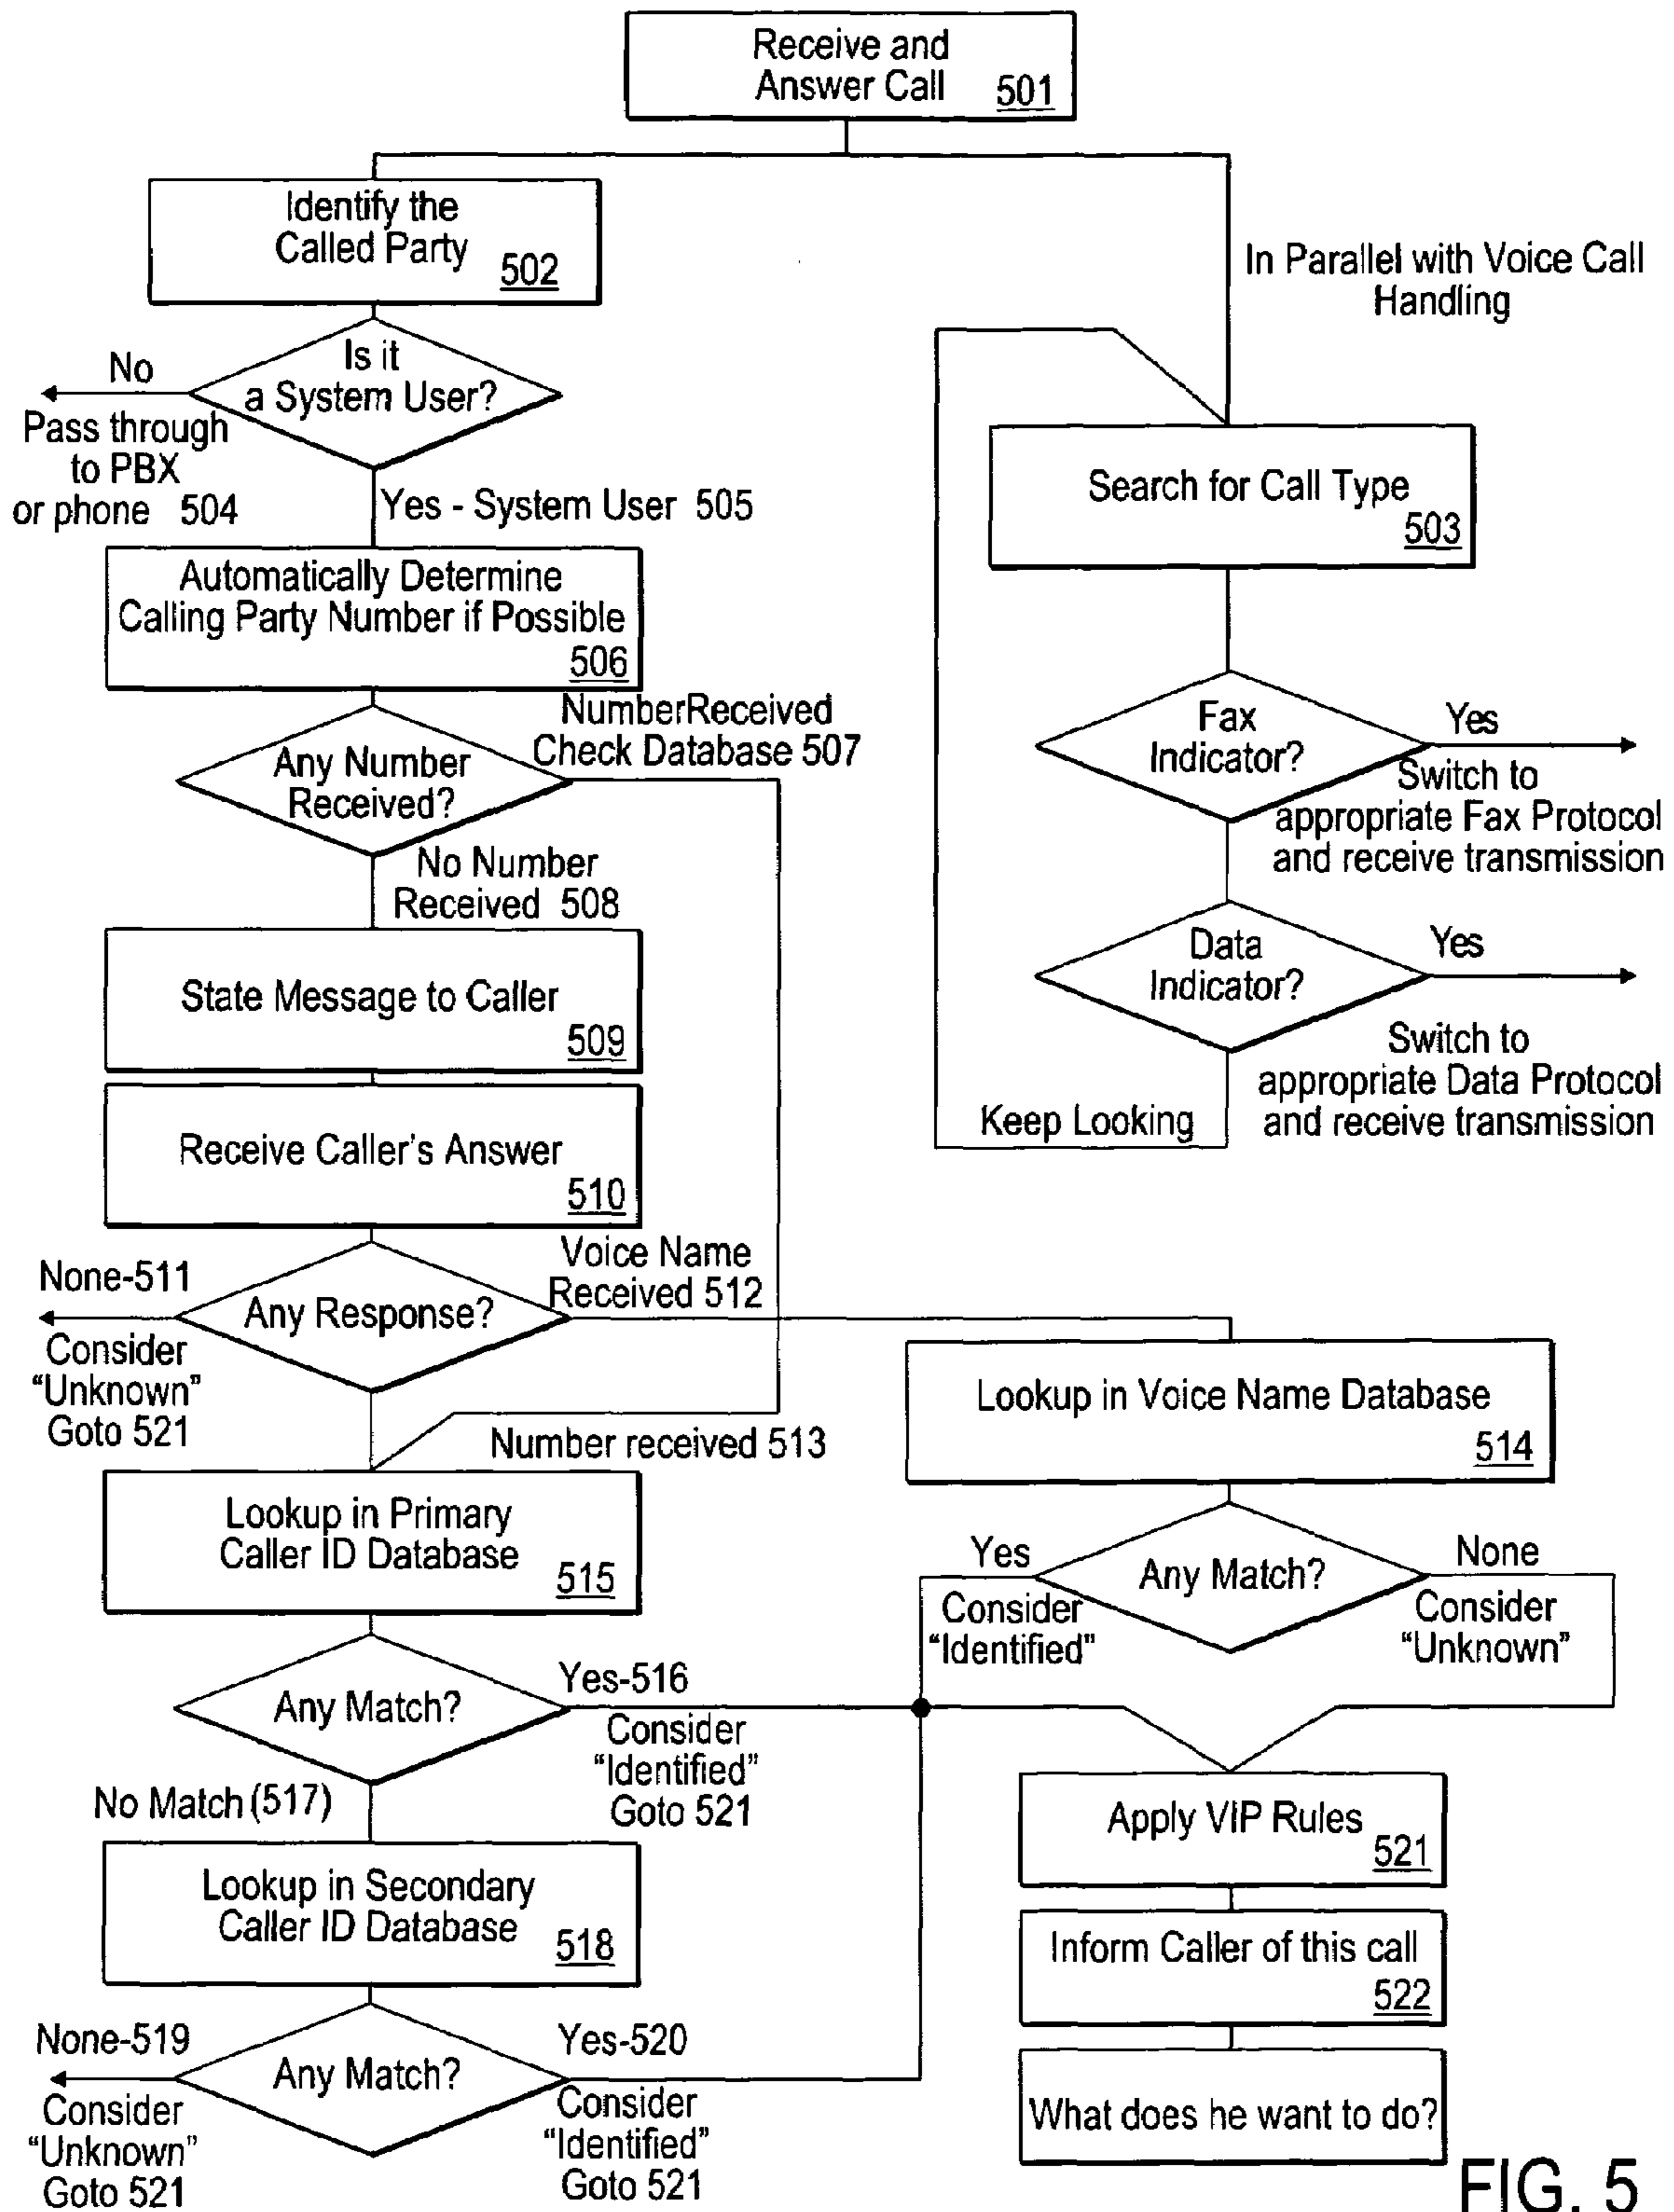 Receive and
Answer Call 501
Identify the
Called Party 502
In Parallel with Voice Call
Handling
Is it
a System User?
No
Pass through
to PBX
or phone 504
Yes - System User 505
Search for Call Type
503
Automatically Determine
Calling Party Number if Possible
506
NumberReceived
Check Database 507
Any Number
Received?
Fax
Indicator?
Yes
Switch to
appropriate Fax Protocol
and receive transmission
No Number
Received 508
State Message to Caller
509
Data
Indicator?
Yes
Switch to
appropriate Data Protocol
and receive transmission
Keep Looking
Receive Caller's Answer
510
None-511
Any Response?
Voice Name
Received 512
Consider
“Unknown”
Goto 521
Number received 513
Lookup in Voice Name Database
514
Lookup in Primary
Caller ID Database 515
Yes
Any Match?
None
Consider
“Identified”
Consider
“Unknown”
Any Match?
Yes-516
Consider
“Identified”
Goto 521
No Match (517)
Apply VIP Rules
521
Lookup in Secondary
Caller ID Database 518
Inform Caller of this call
522
None-519
Any Match?
Yes-520
Consider
“Unknown”
Goto 521
Consider
“Identified”
Goto 521
What does he want to do?
FIG. 5